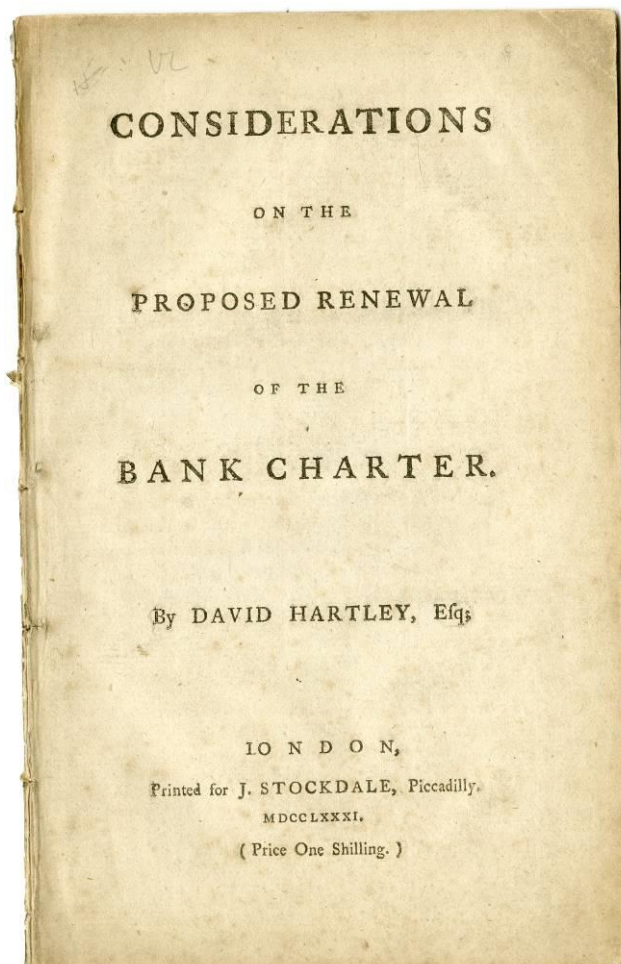 CONSIDERATIONS
ON THE
PROPOSED RENEWAL
OF THE
BANK CHARTER.
By DAVID HARTLEY, Eſq;
LONDON,
Printed for J. STOCKDALE, Piccadilly.
MDCCLXXXI.
( Price One Shilling. )